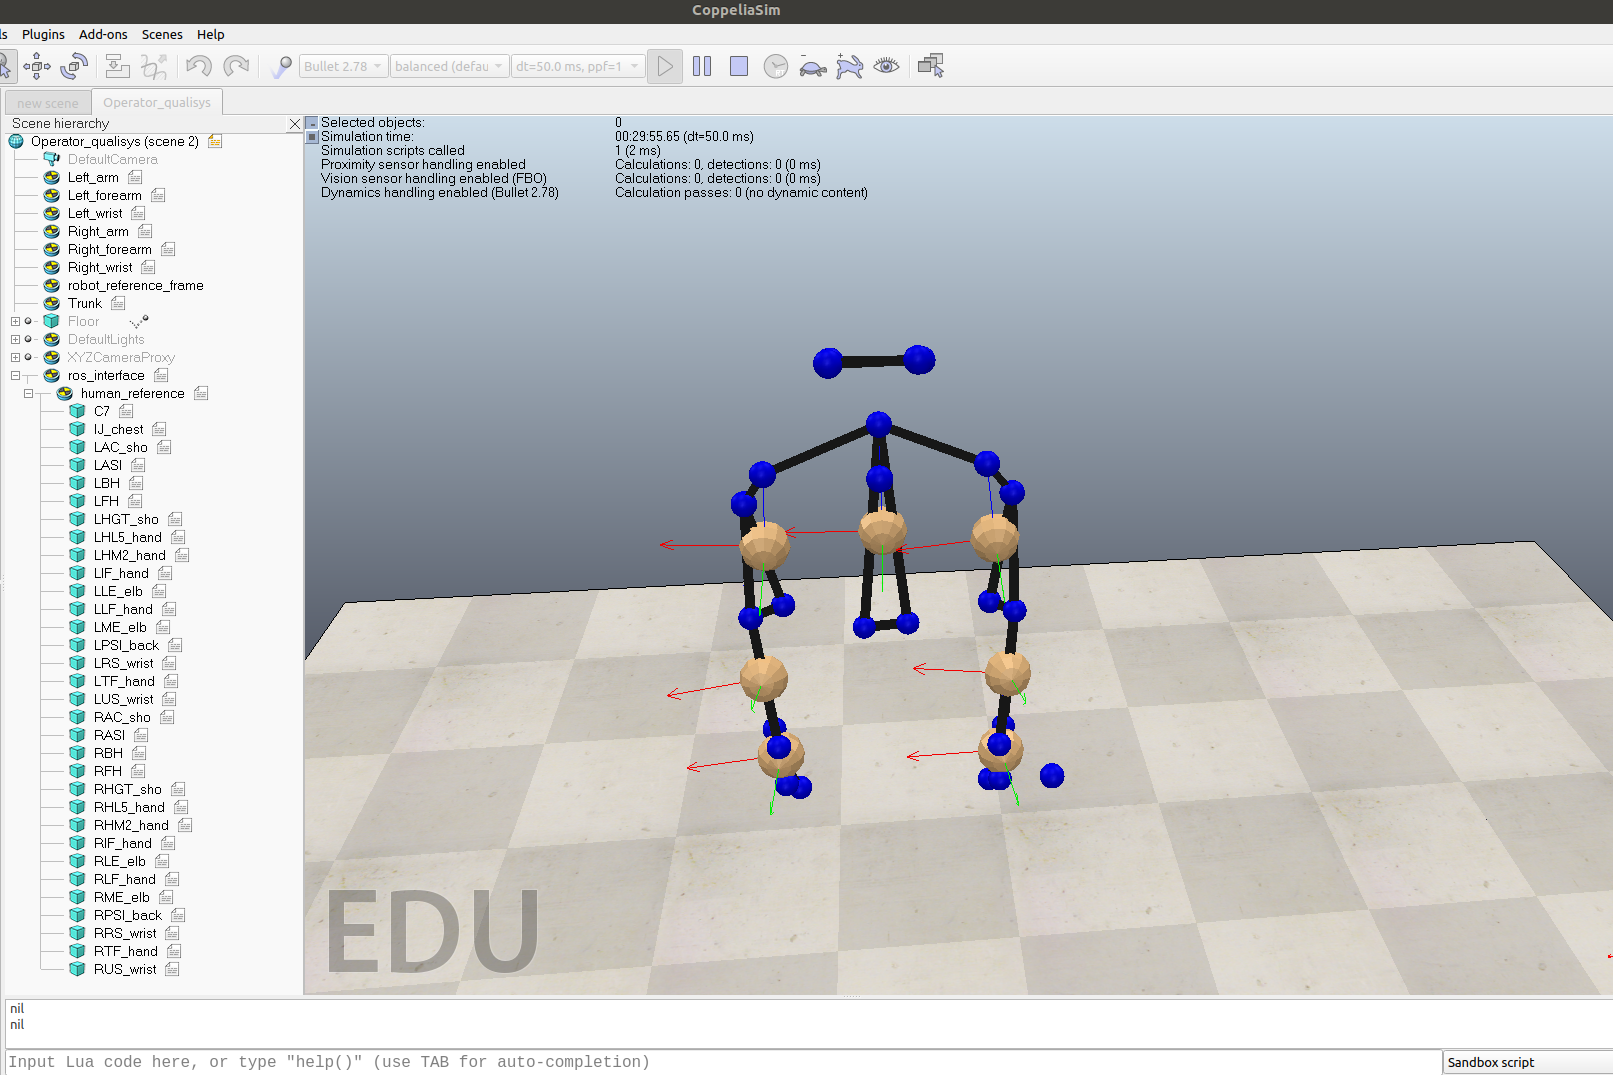 CoppeliaSim
ls Plugins Add-ons Scenes Help
Bullet 2.78 balanced (defau dt=50.0 ms, ppf=1
new scene Operator_qualisys
Scene hierarchy
Operator_qualisys (scene 2)
DefaultCamera
Left_arm
Left_forearm
Left_wrist
Right_arm
Right_forearm
Right_wrist
robot_reference_frame
Trunk
Floor
DefaultLights
XYZCameraProxy
ros_interface
human_reference
C7
IJ_chest
LAC_sho
LASI
LBH
LFH
LHGT_sho
LHL5_hand
LHM2_hand
LIF_hand
LLE_elb
LLF_hand
LME_elb
LPSI_back
LRS_wrist
LTF_hand
LUS_wrist
RAC_sho
RASI
RBH
RFH
RHGT_sho
RHL5_hand
RHM2_hand
RIF_hand
RLE_elb
RLF_hand
RME_elb
RPSI_back
RRS_wrist
RTF_hand
RUS_wrist
Selected objects: 0
Simulation time: 00:29:55.65 (dt=50.0 ms)
Simulation scripts called 1 (2 ms)
Proximity sensor handling enabled Calculations: 0, detections: 0 (0 ms)
Vision sensor handling enabled (FBO) Calculations: 0, detections: 0 (0 ms)
Dynamics handling enabled (Bullet 2.78) Calculation passes: 0 (no dynamic content)
EDU
nil
nil
Input Lua code here, or type "help()" (use TAB for auto-completion)
Sandbox script